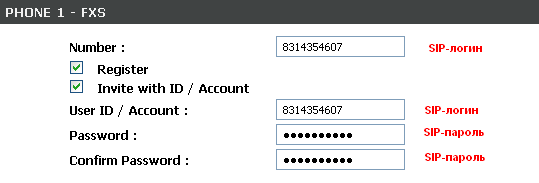 PHONE 1 - FXS
Number : 8314354607 SIP-логин
Register
Invite with ID / Account
User ID / Account : 8314354607 SIP-логин
Password : ●●●●●●●●●● SIP-пароль
Confirm Password : ●●●●●●●●●● SIP-пароль